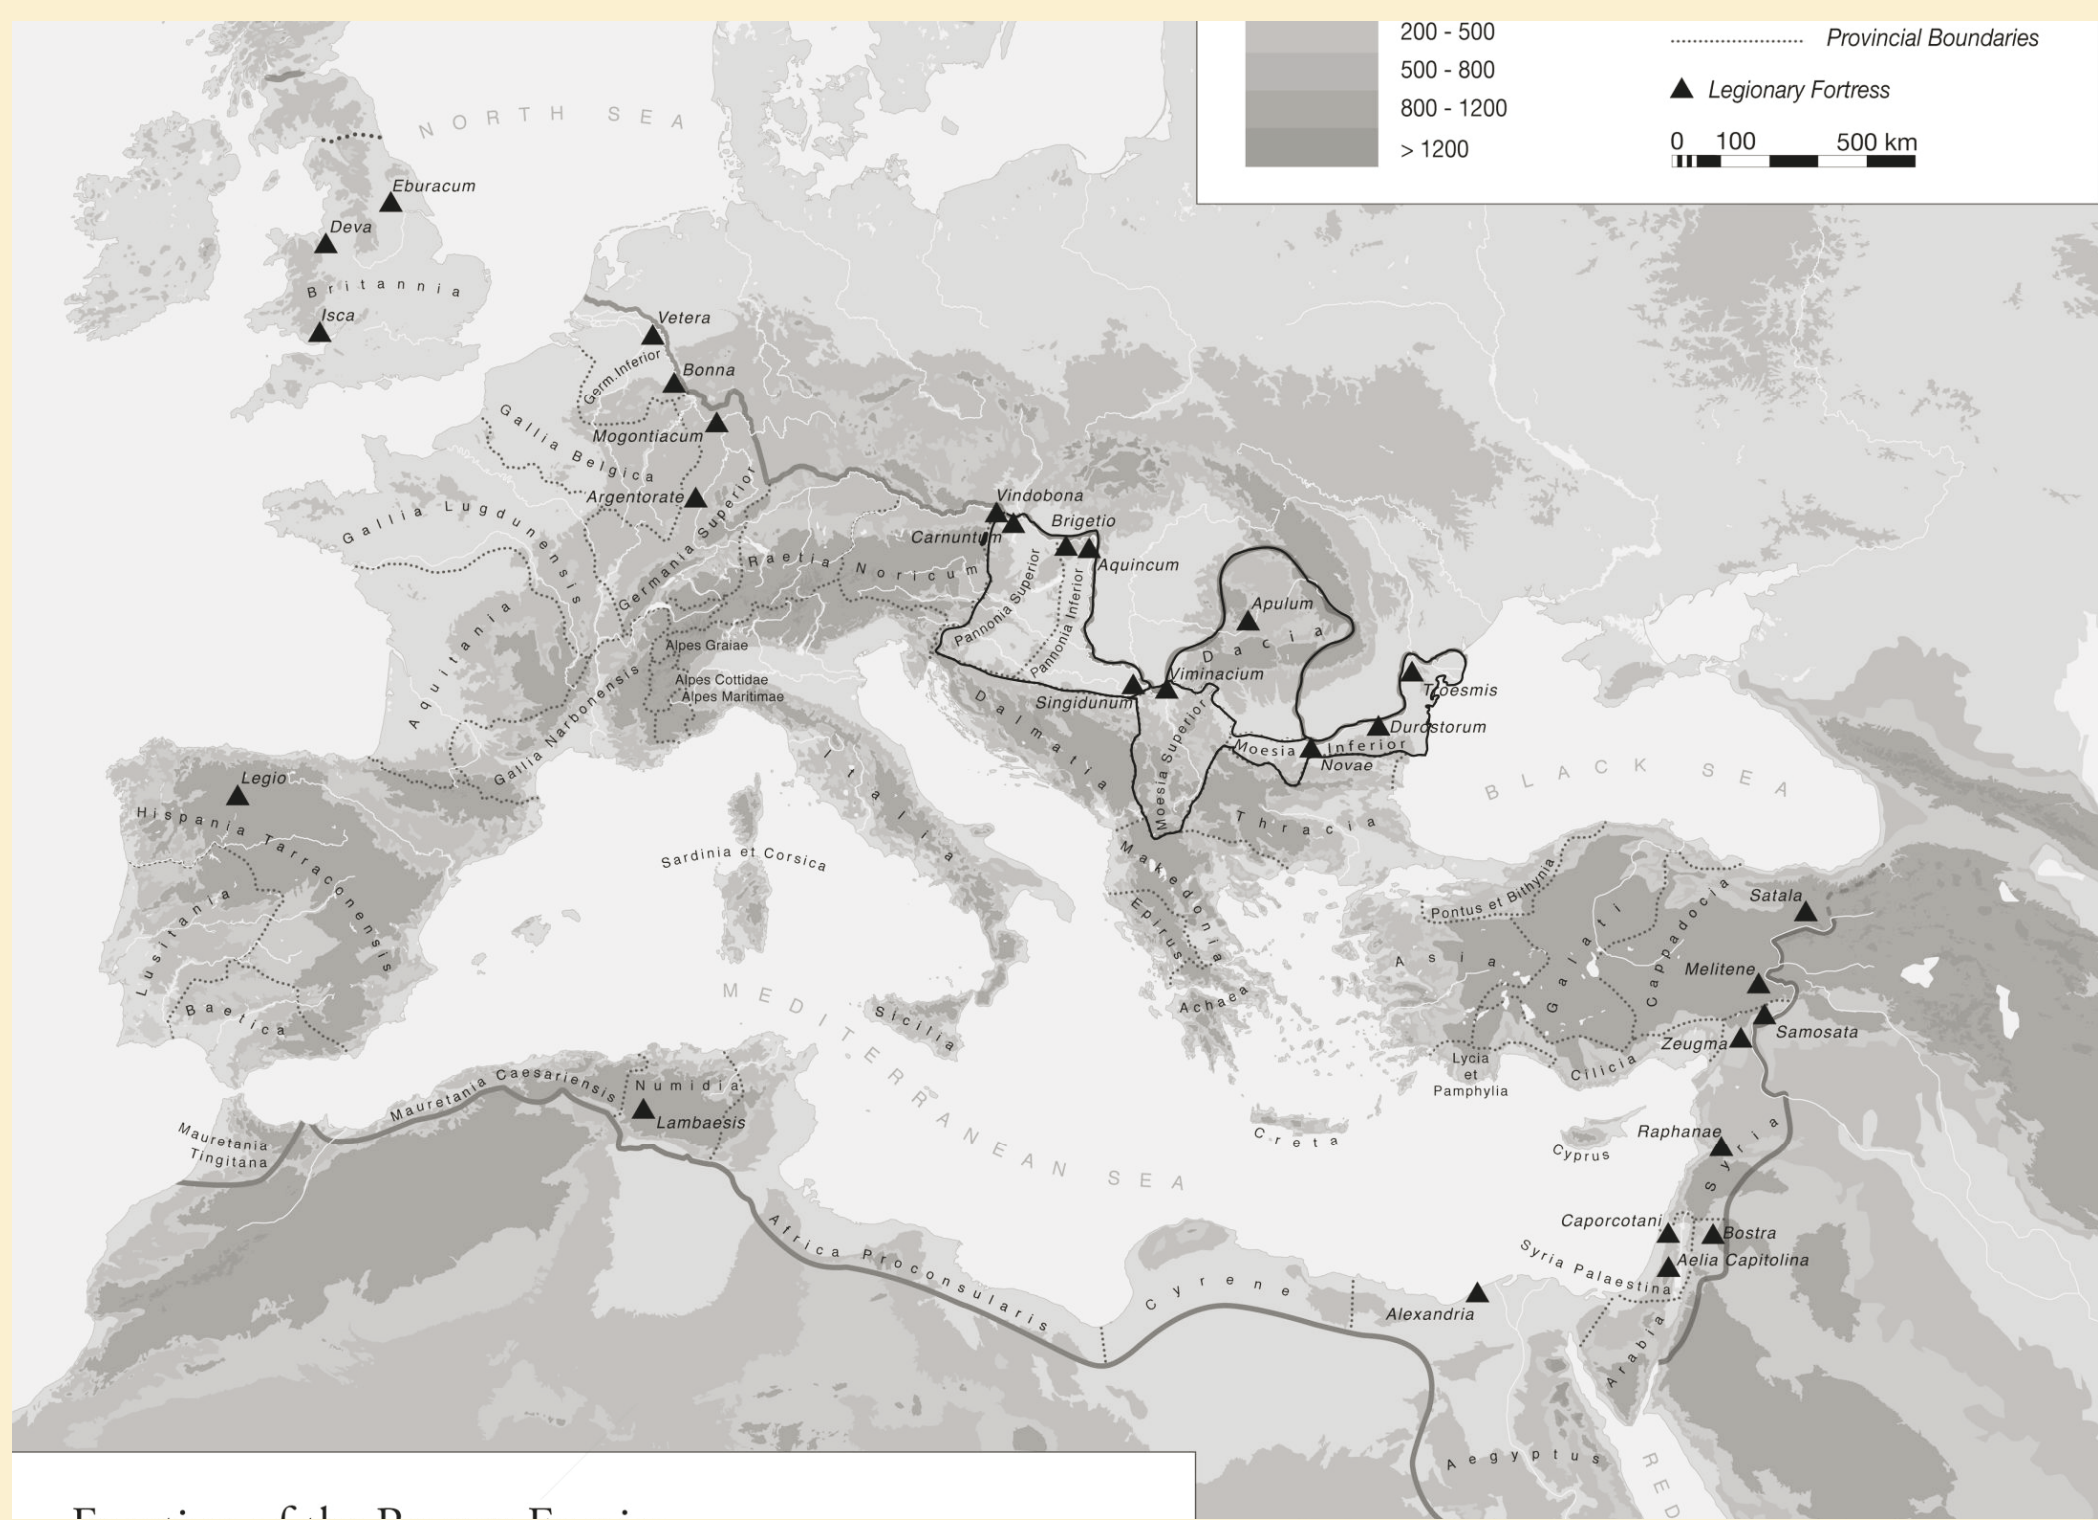 200 - 500
500 - 800
800 - 1200
> 1200
Provincial Boundaries
Legionary Fortress
0 100 500 km
NORTH SEA
Eburacum
Deva
Britannia
Isca
Vetera
Germ.Inferior
Bonna
Gallia Belgica
Mogontiacum
Argentorate
Gallia Lugdunensis
Germania Superior
Vindobona
Carnuntum
Brigetio
Aquincum
Raetia
Noricum
Pannonia Superior
Pannonia Inferior
Apulum
Dacia
Aquitania
Alpes Graiae
Alpes Cottidae
Alpes Maritimae
Gallia Narbonensis
Viminacium
Singidunum
Troesmis
Durostorum
Moesia Inferior
Novae
Moesia Superior
Dalmatia
Italia
BLACK SEA
Legio
Hispania Tarraconensis
Lusitania
Baetica
Sardinia et Corsica
Thracia
Makedonia
Epirus
Achaea
Pontus et Bithynia
Galati
Cappadocia
Satala
Asia
Melitene
Samosata
Zeugma
Lycia
et
Pamphylia
Cilicia
Sicilia
MEDITERRANEAN SEA
Mauretania Caesariensis
Numidia
Lambaesis
Mauretania
Tingitana
Creta
Cyprus
Raphanae
Syria
Caporcotani
Bostra
Aelia Capitolina
Syria Palaestina
Arabia
Africa Proconsularis
Cyrene
Alexandria
Aegyptus
RED